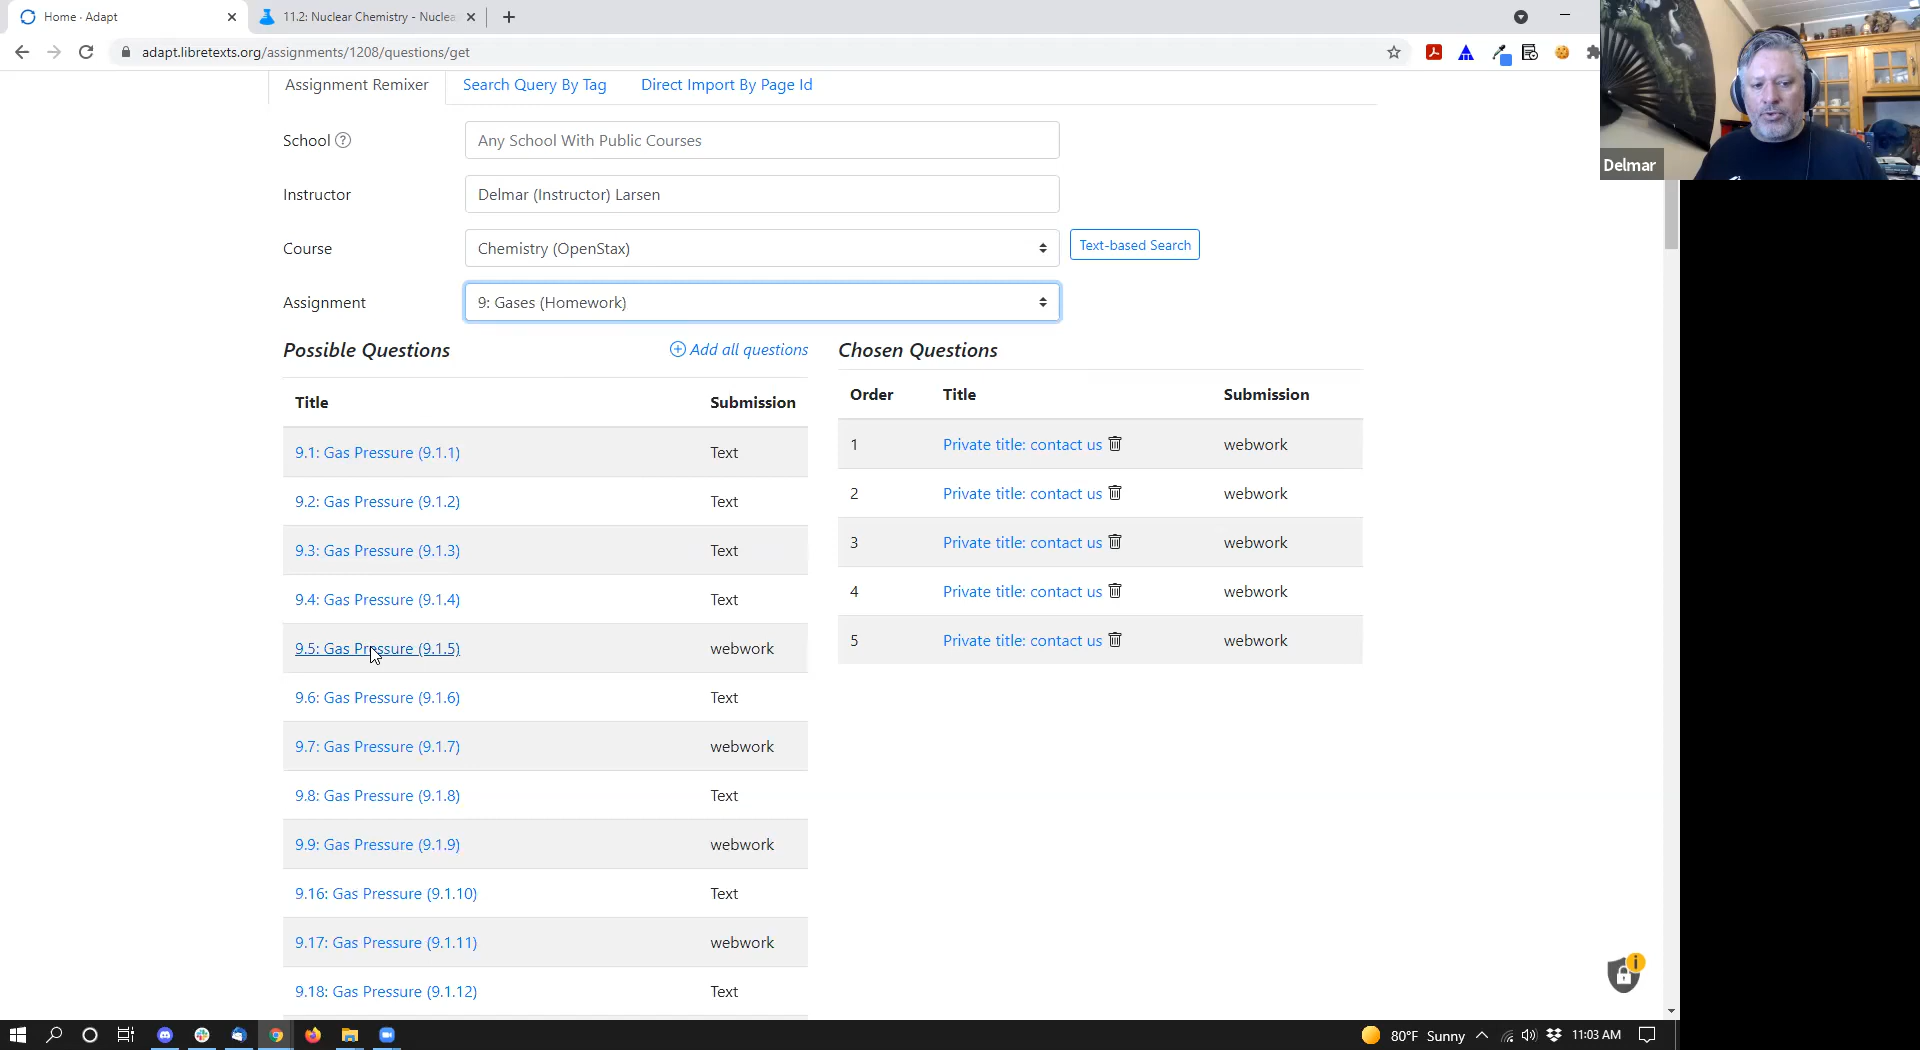 Home · Adapt
11.2: Nuclear Chemistry - Nuclea
adapt.libretexts.org/assignments/1208/questions/get
Delmar
Assignment Remixer
Search Query By Tag
Direct Import By Page Id
School
Any School With Public Courses
Instructor
Delmar (Instructor) Larsen
Course
Chemistry (OpenStax)
Text-based Search
Assignment
9: Gases (Homework)
Possible Questions
Add all questions
Title Submission
9.1: Gas Pressure (9.1.1) Text
9.2: Gas Pressure (9.1.2) Text
9.3: Gas Pressure (9.1.3) Text
9.4: Gas Pressure (9.1.4) Text
9.5: Gas Pressure (9.1.5) webwork
9.6: Gas Pressure (9.1.6) Text
9.7: Gas Pressure (9.1.7) webwork
9.8: Gas Pressure (9.1.8) Text
9.9: Gas Pressure (9.1.9) webwork
9.16: Gas Pressure (9.1.10) Text
9.17: Gas Pressure (9.1.11) webwork
9.18: Gas Pressure (9.1.12) Text
Chosen Questions
Order Title Submission
1 Private title: contact us webwork
2 Private title: contact us webwork
3 Private title: contact us webwork
4 Private title: contact us webwork
5 Private title: contact us webwork
80°F Sunny
11:03 AM